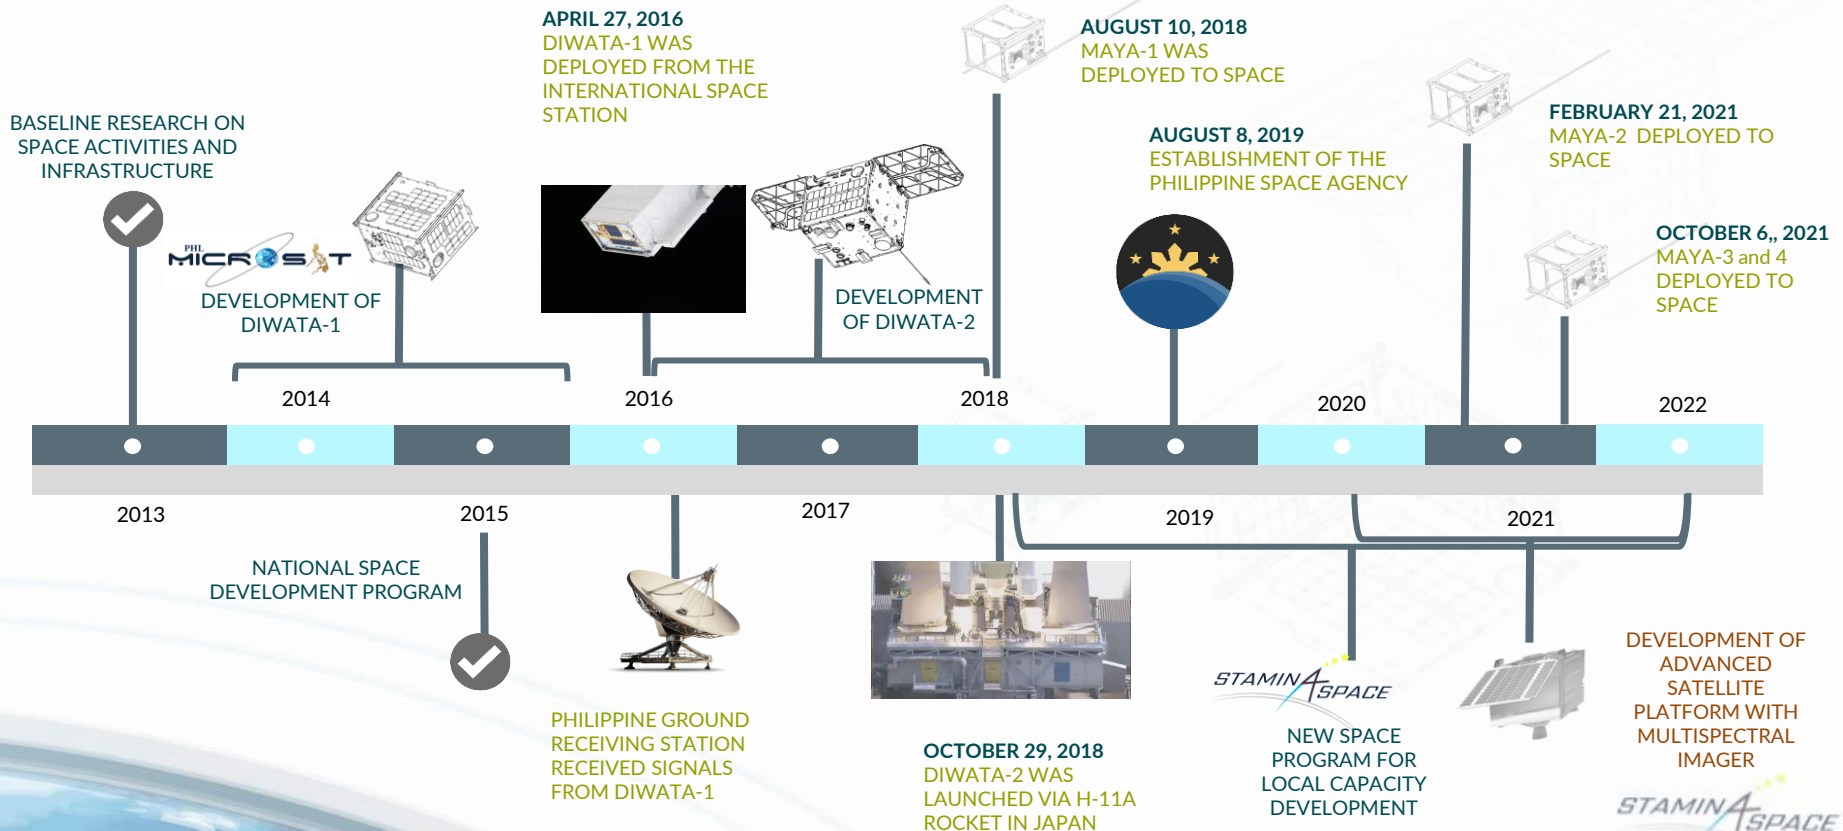 BASELINE RESEARCH ON
SPACE ACTIVITIES AND
INFRASTRUCTURE
PHL
MICROSAT
DEVELOPMENT OF
DIWATA-1
APRIL 27, 2016
DIWATA-1 WAS
DEPLOYED FROM THE
INTERNATIONAL SPACE
STATION
DEVELOPMENT
OF DIWATA-2
AUGUST 10, 2018
MAYA-1 WAS
DEPLOYED TO SPACE
AUGUST 8, 2019
ESTABLISHMENT OF THE
PHILIPPINE SPACE AGENCY
FEBRUARY 21, 2021
MAYA-2 DEPLOYED TO
SPACE
OCTOBER 6,, 2021
MAYA-3 and 4
DEPLOYED TO
SPACE
2014
2016
2018
2020
2022
2013
2015
2017
2019
2021
NATIONAL SPACE
DEVELOPMENT PROGRAM
PHILIPPINE GROUND
RECEIVING STATION
RECEIVED SIGNALS
FROM DIWATA-1
OCTOBER 29, 2018
DIWATA-2 WAS
LAUNCHED VIA H-11A
ROCKET IN JAPAN
STAMINA4SPACE
NEW SPACE
PROGRAM FOR
LOCAL CAPACITY
DEVELOPMENT
DEVELOPMENT OF
ADVANCED
SATELLITE
PLATFORM WITH
MULTISPECTRAL
IMAGER
STAMINA4SPACE